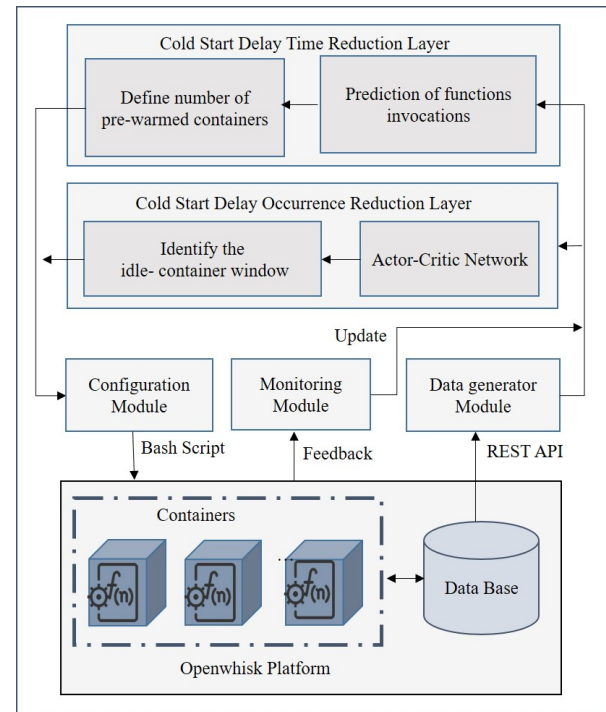 Cold Start Delay Time Reduction Layer
Define number of
pre-warmed containers
Prediction of functions
invocations
Cold Start Delay Occurrence Reduction Layer
Identify the
idle- container window
Actor-Critic Network
Update
Configuration
Module
Monitoring
Module
Data generator
Module
Bash Script
Feedback
REST API
Containers
...
f(n)
f(n)
f(n)
Data Base
Openwhisk Platform